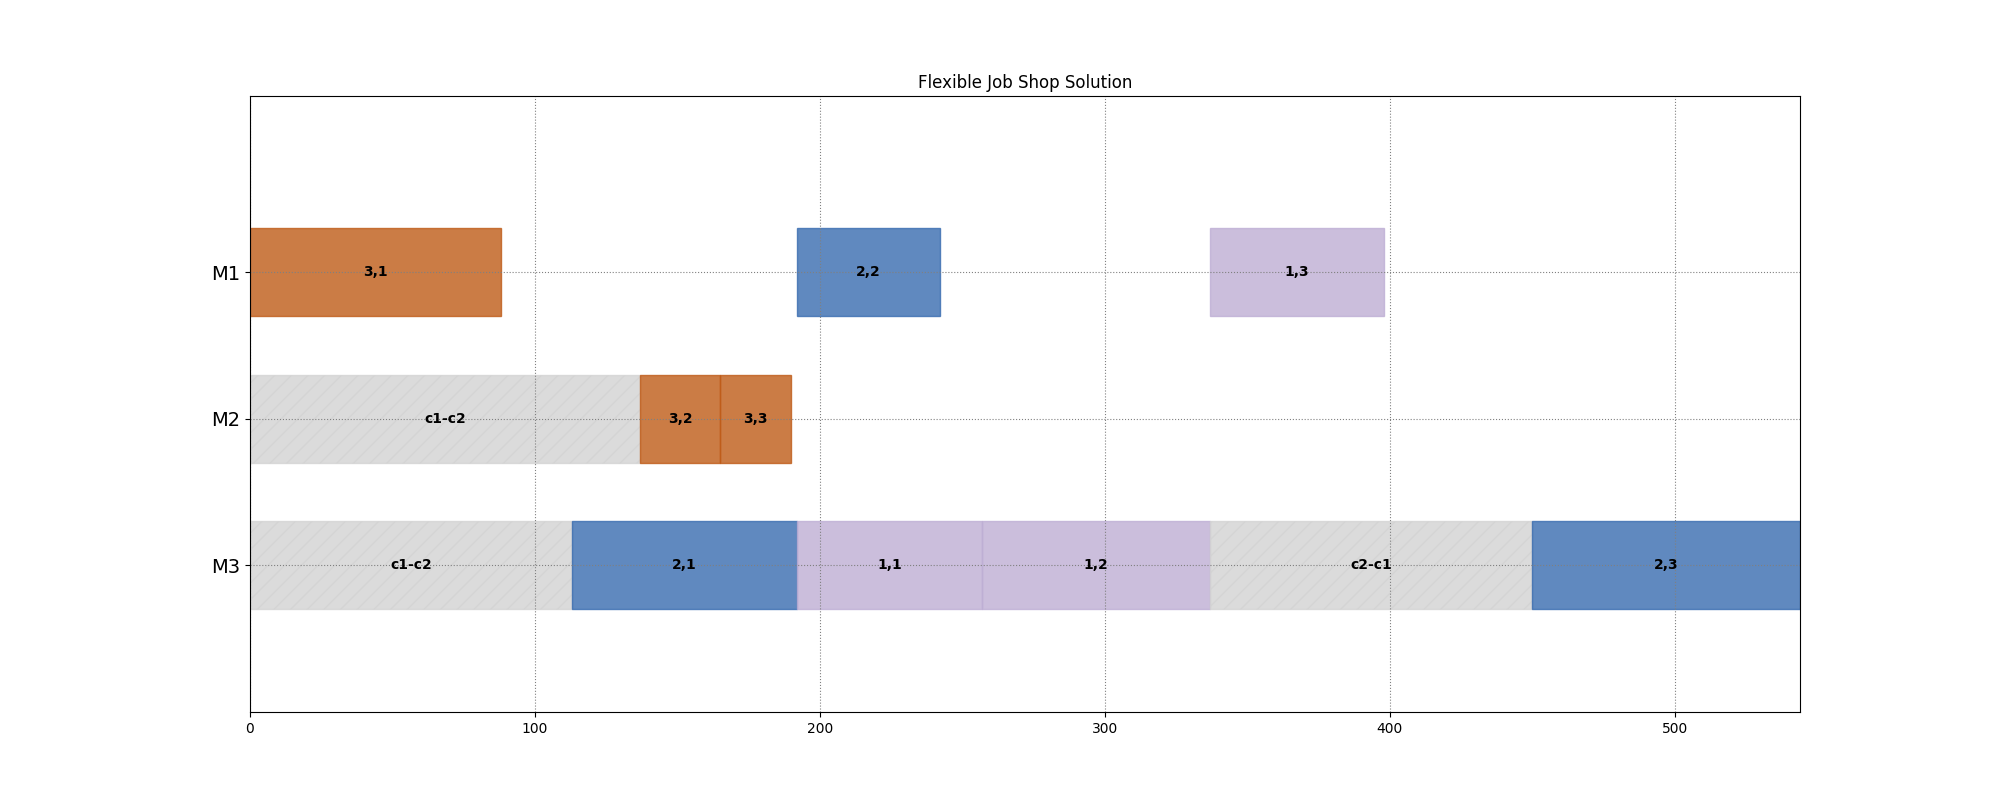 Flexible Job Shop Solution
M1
3,1
2,2
1,3
M2
c1-c2
3,2
3,3
M3
c1-c2
2,1
1,1
1,2
c2-c1
2,3
0
100
200
300
400
500